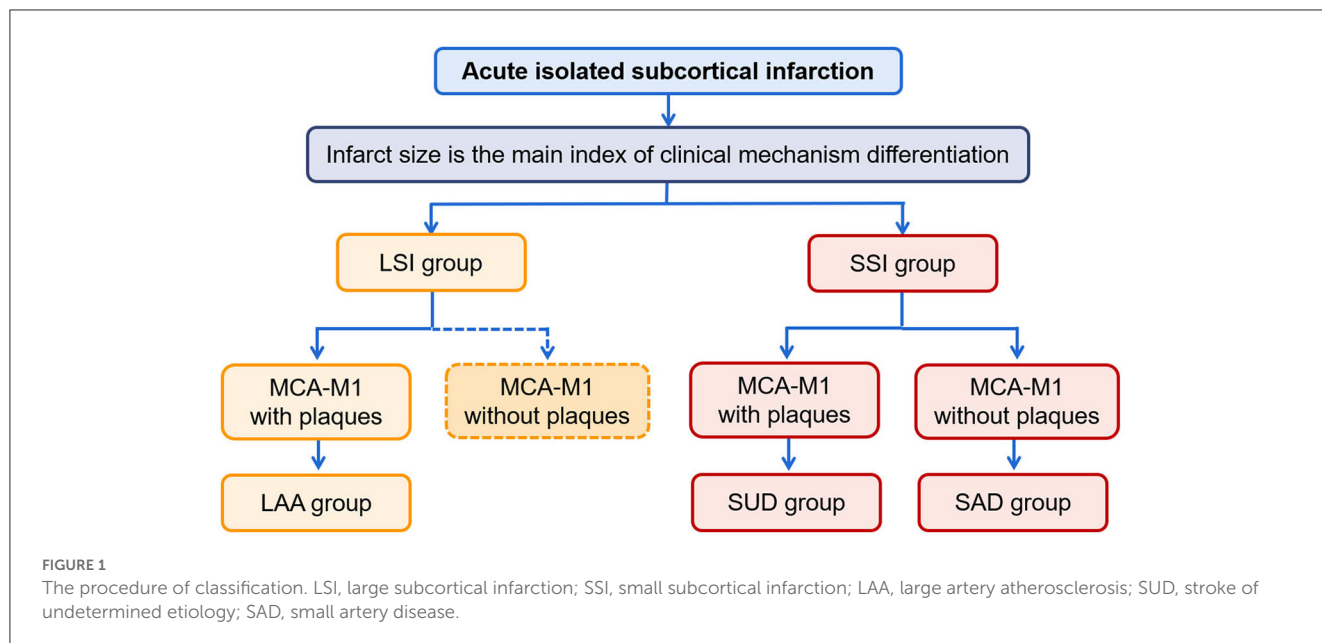 Acute isolated subcortical infarction
Infarct size is the main index of clinical mechanism differentiation
LSI group
SSI group
MCA-M1
with plaques
MCA-M1
without plaques
MCA-M1
with plaques
MCA-M1
without plaques
LAA group
SUD group
SAD group
FIGURE 1
The procedure of classification. LSI, large subcortical infarction; SSI, small subcortical infarction; LAA, large artery atherosclerosis; SUD, stroke of
undetermined etiology; SAD, small artery disease.